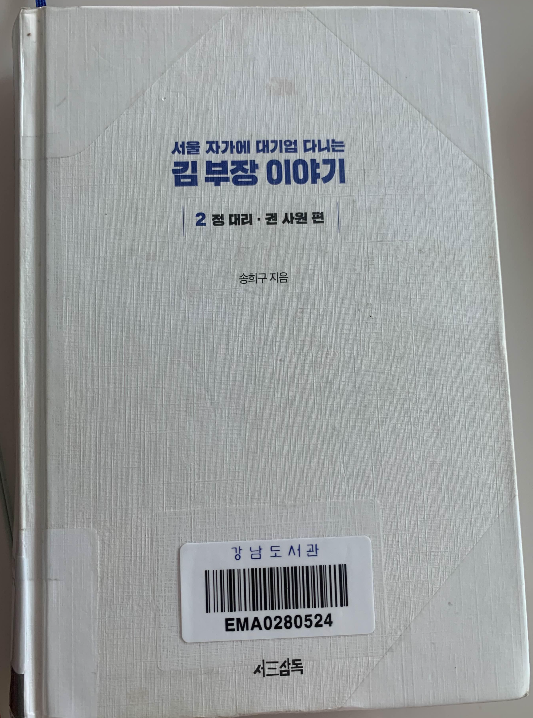 서울 자가에 대기업 다니는
김 부장 이야기
2 정 대리·권 사원 편
송희구 지음
강남도서관
EMA0280524
서三삼독